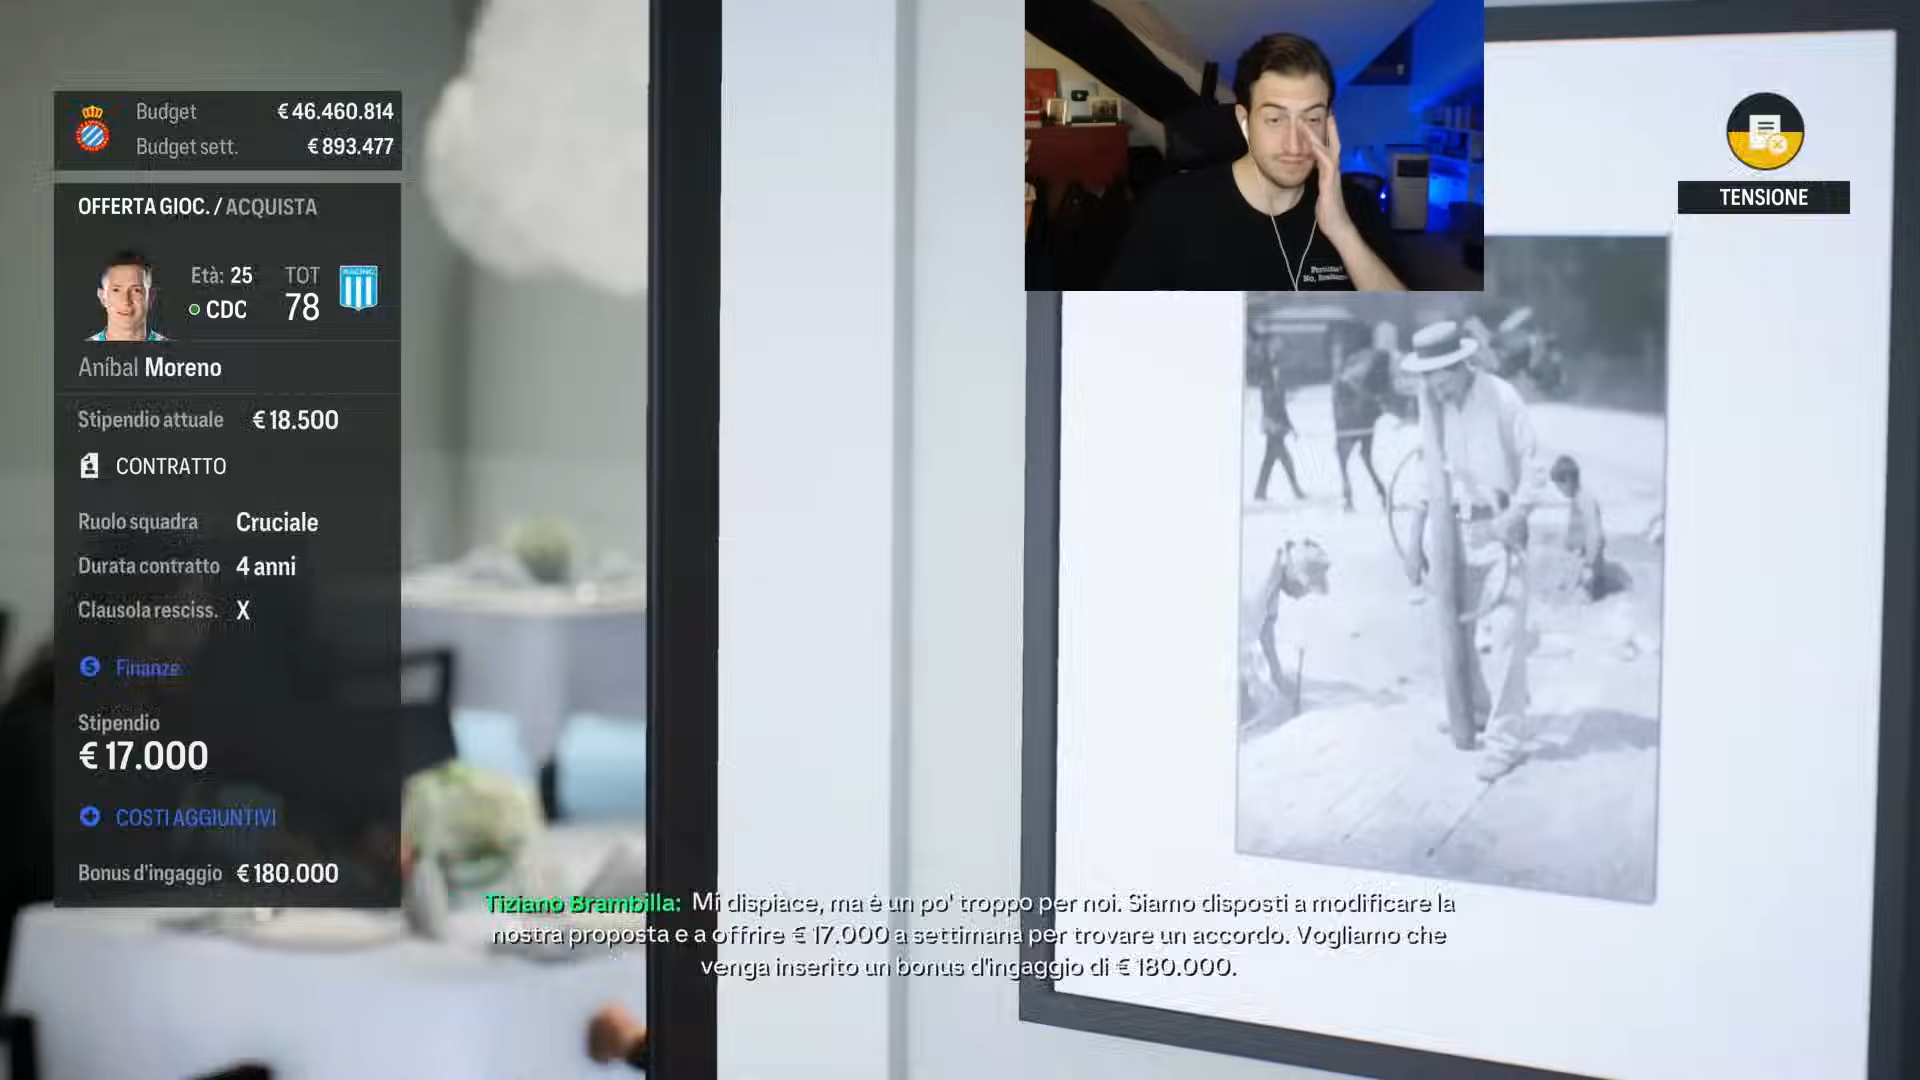 Budget € 46.460.814
Budget sett. € 893.477
OFFERTA GIOC. / ACQUISTA
Età: 25 TOT
CDC 78
RACING
Aníbal Moreno
Stipendio attuale € 18.500
CONTRATTO
Ruolo squadra Cruciale
Durata contratto 4 anni
Clausola resciss. X
Finanze
Stipendio
€ 17.000
COSTI AGGIUNTIVI
Bonus d'ingaggio € 180.000
TENSIONE
Tiziano Brambilla: Mi dispiace, ma è un po' troppo per noi. Siamo disposti a modificare la
nostra proposta e a offrire € 17.000 a settimana per trovare un accordo. Vogliamo che
venga inserito un bonus d'ingaggio di € 180.000.